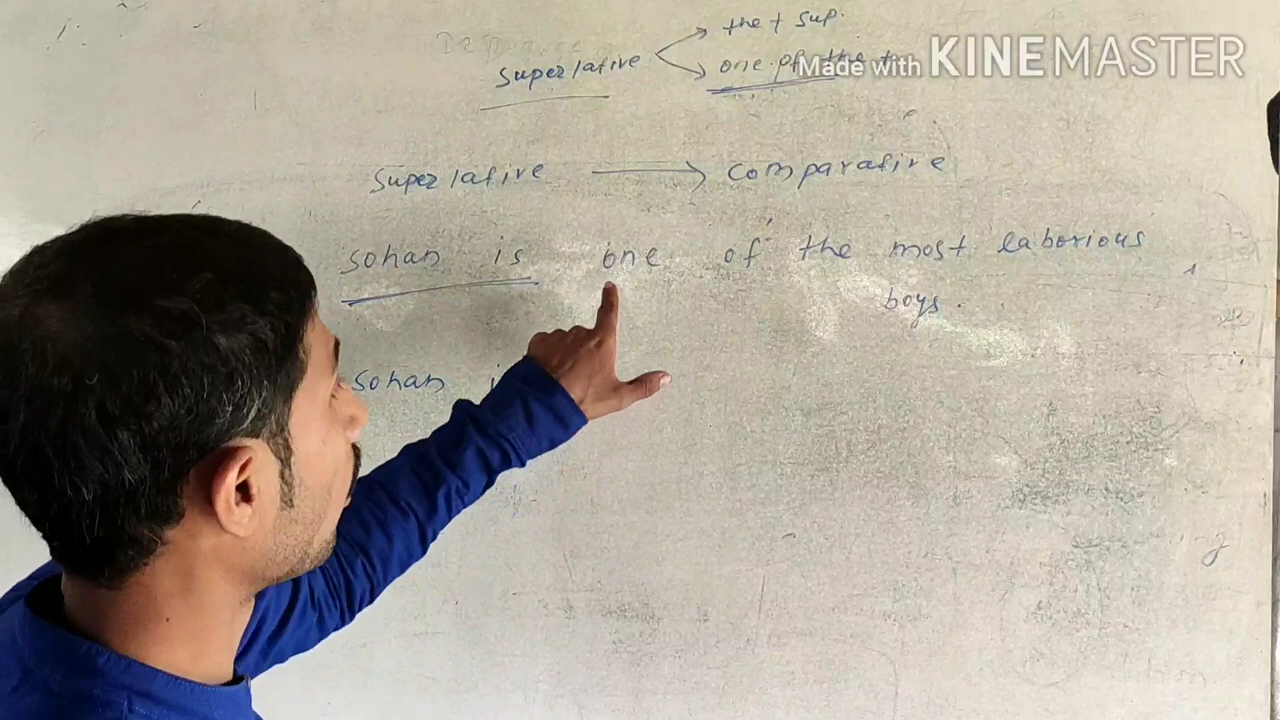 the + sup.
superlative
one of the +
Made with KINEMASTER
superlative → comparative
sohan is one of the most laborious
boys.
sohan